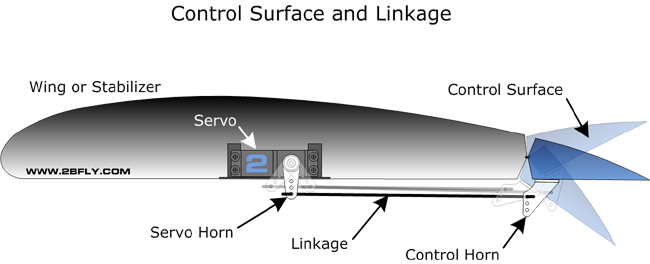 Control Surface and Linkage
Wing or Stabilizer
Control Surface
Servo
2
WWW.2BFLY.COM
Servo Horn
Linkage
Control Horn